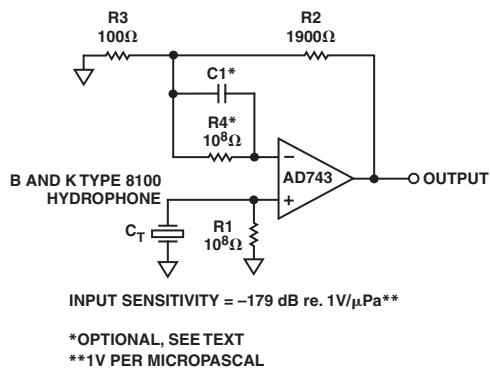 R3
100Ω
R2
1900Ω
C1*
R4*
10⁸Ω
–
AD743
+
OUTPUT
B AND K TYPE 8100
HYDROPHONE
CT
R1
10⁸Ω
INPUT SENSITIVITY = –179 dB re. 1V/µPa**
*OPTIONAL, SEE TEXT
**1V PER MICROPASCAL